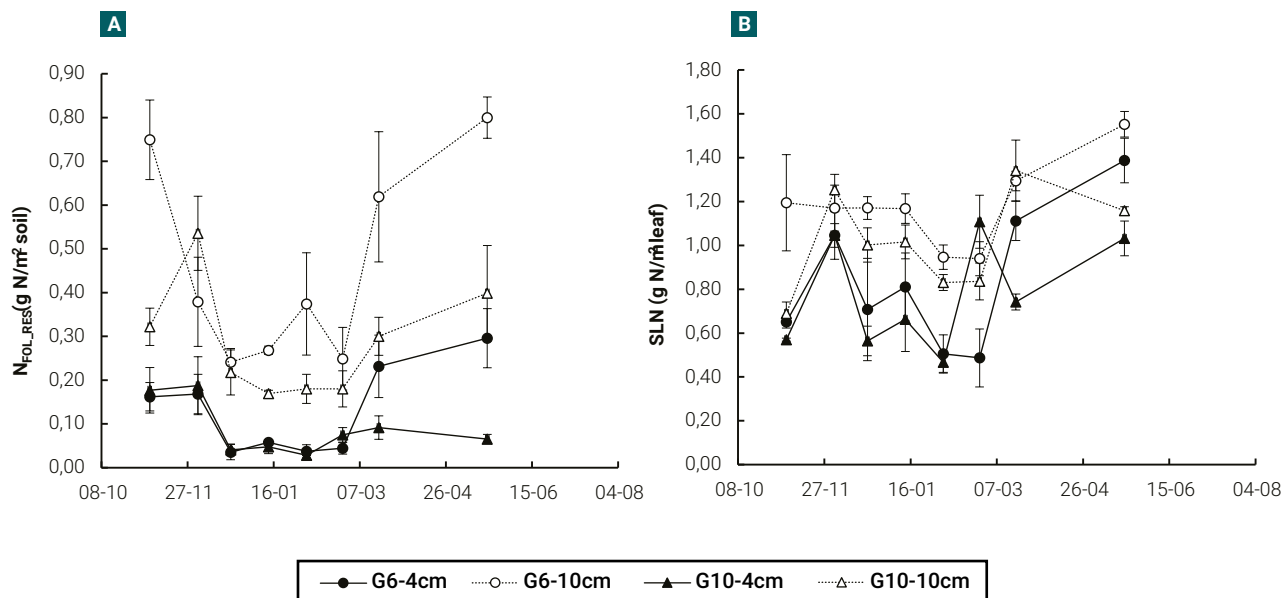 A
B
N_FOL_RES(g N/m² soil)
0,90
0,80
0,70
0,60
0,50
0,40
0,30
0,20
0,10
0,00
08-10 27-11 16-01 07-03 26-04 15-06 04-08
SLN (g N/m² leaf)
1,80
1,60
1,40
1,20
1,00
0,80
0,60
0,40
0,20
0,00
08-10 27-11 16-01 07-03 26-04 15-06 04-08
G6-4cm G6-10cm G10-4cm G10-10cm